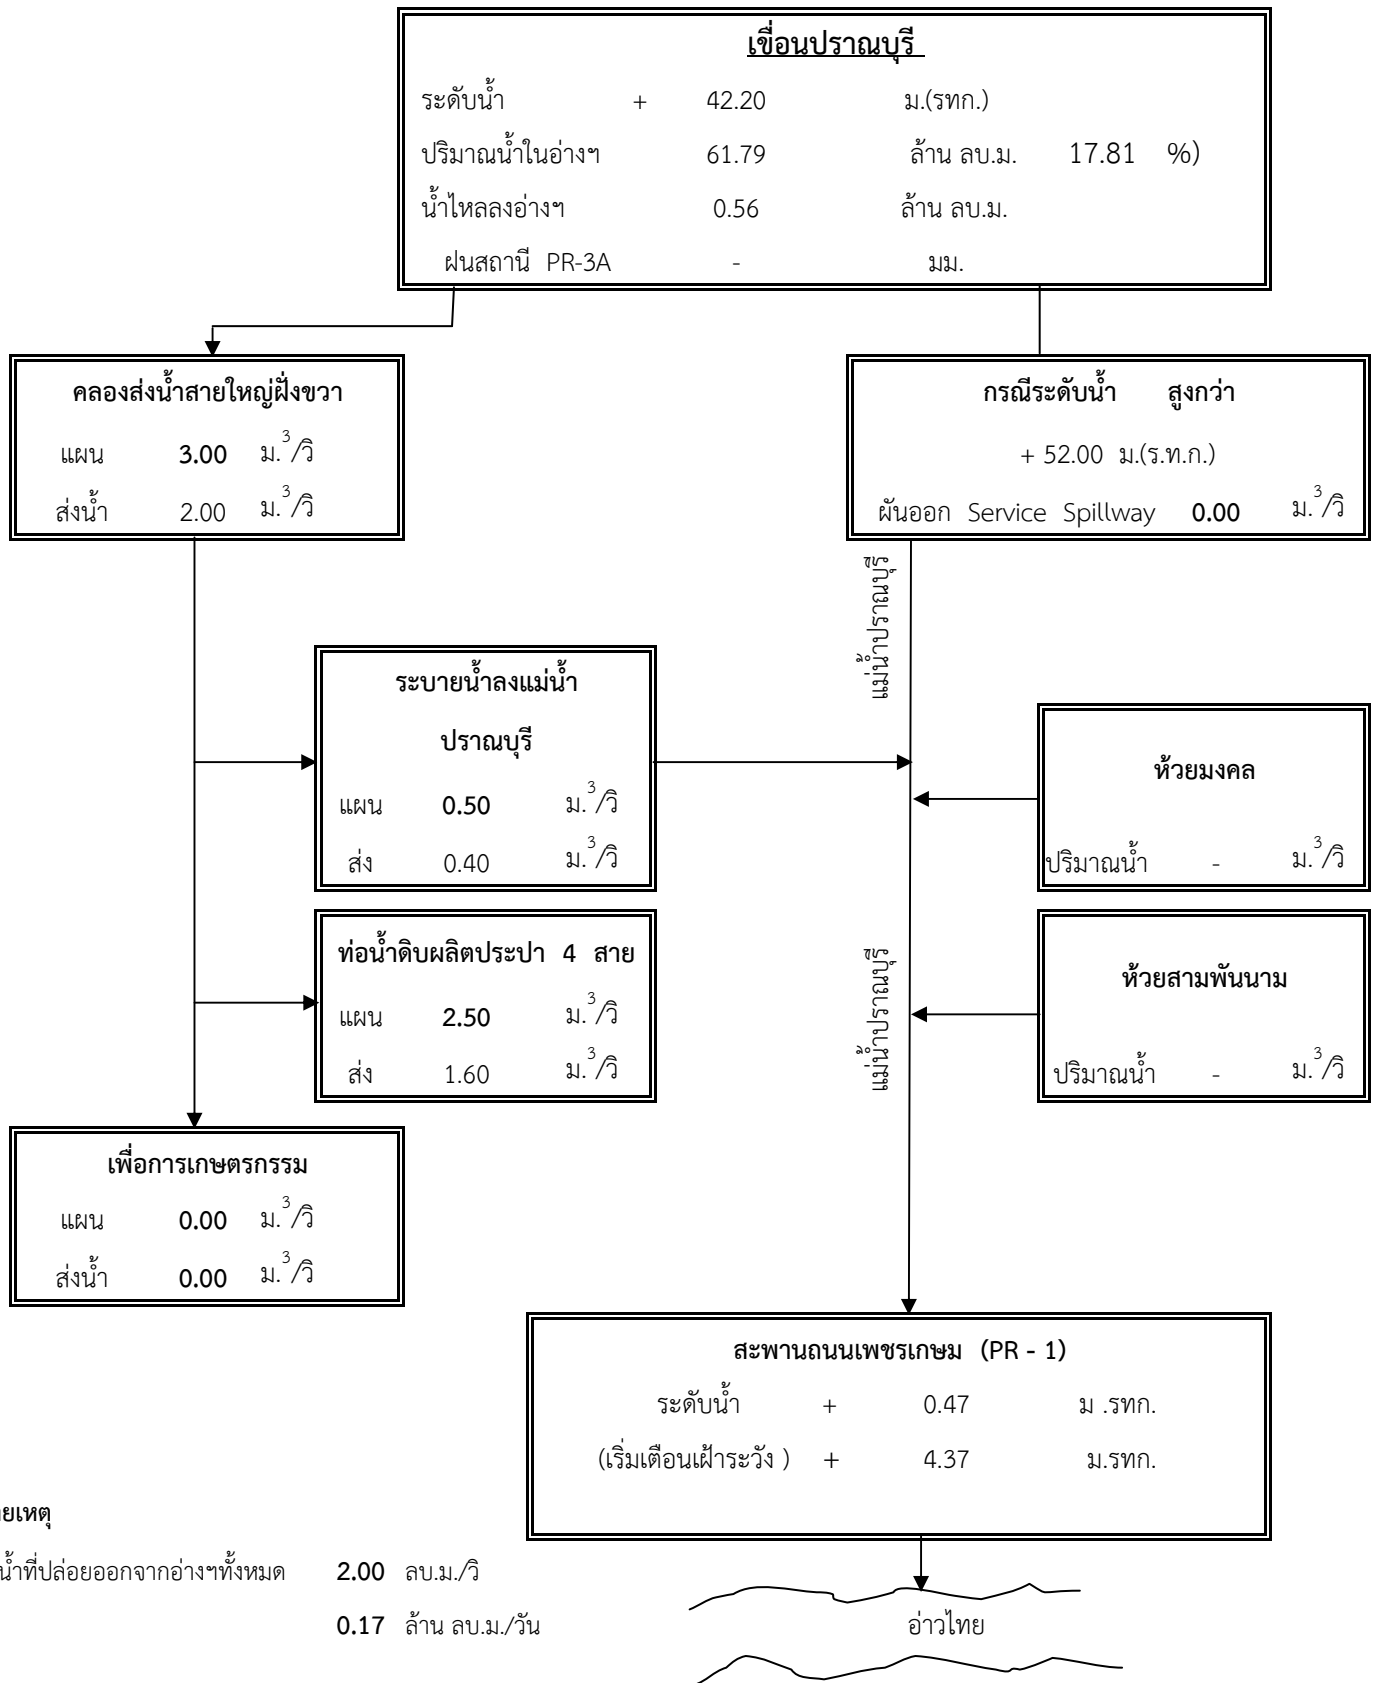 เขื่อนปราณบุรี
ระดับน้ำ + 42.20 ม.(รทก.)
ปริมาณน้ำในอ่างฯ 61.79 ล้าน ลบ.ม. 17.81 %)
น้ำไหลลงอ่างฯ 0.56 ล้าน ลบ.ม.
ฝนสถานี PR-3A - มม.
คลองส่งน้ำสายใหญ่ฝั่งขวา
แผน 3.00 ม.³/วิ
ส่งน้ำ 2.00 ม.³/วิ
กรณีระดับน้ำ สูงกว่า
+ 52.00 ม.(ร.ท.ก.)
ผันออก Service Spillway 0.00 ม.³/วิ
แม่น้ำปราณบุรี
ระบายน้ำลงแม่น้ำ
ปราณบุรี
แผน 0.50 ม.³/วิ
ส่ง 0.40 ม.³/วิ
ห้วยมงคล
ปริมาณน้ำ - ม.³/วิ
ท่อน้ำดิบผลิตประปา 4 สาย
แผน 2.50 ม.³/วิ
ส่ง 1.60 ม.³/วิ
แม่น้ำปราณบุรี
ห้วยสามพันนาม
ปริมาณน้ำ - ม.³/วิ
เพื่อการเกษตรกรรม
แผน 0.00 ม.³/วิ
ส่งน้ำ 0.00 ม.³/วิ
สะพานถนนเพชรเกษม (PR - 1)
ระดับน้ำ + 0.47 ม .รทก.
(เริ่มเตือนเฝ้าระวัง ) + 4.37 ม.รทก.
ายเหตุ
น้ำที่ปล่อยออกจากอ่างฯทั้งหมด 2.00 ลบ.ม./วิ
0.17 ล้าน ลบ.ม./วัน
อ่าวไทย